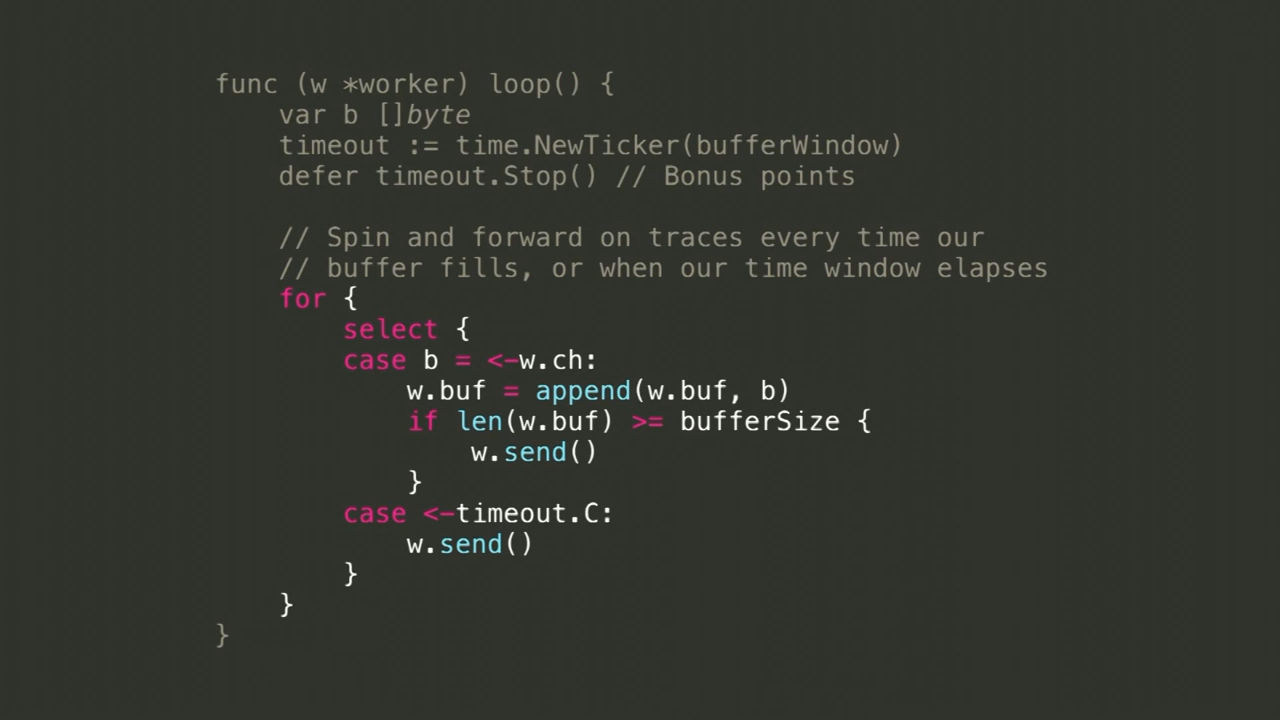 func (w *worker) loop() {
    var b []byte
    timeout := time.NewTicker(bufferWindow)
    defer timeout.Stop() // Bonus points

    // Spin and forward on traces every time our
    // buffer fills, or when our time window elapses
    for {
        select {
        case b = <-w.ch:
            w.buf = append(w.buf, b)
            if len(w.buf) >= bufferSize {
                w.send()
            }
        case <-timeout.C:
            w.send()
        }
    }
}